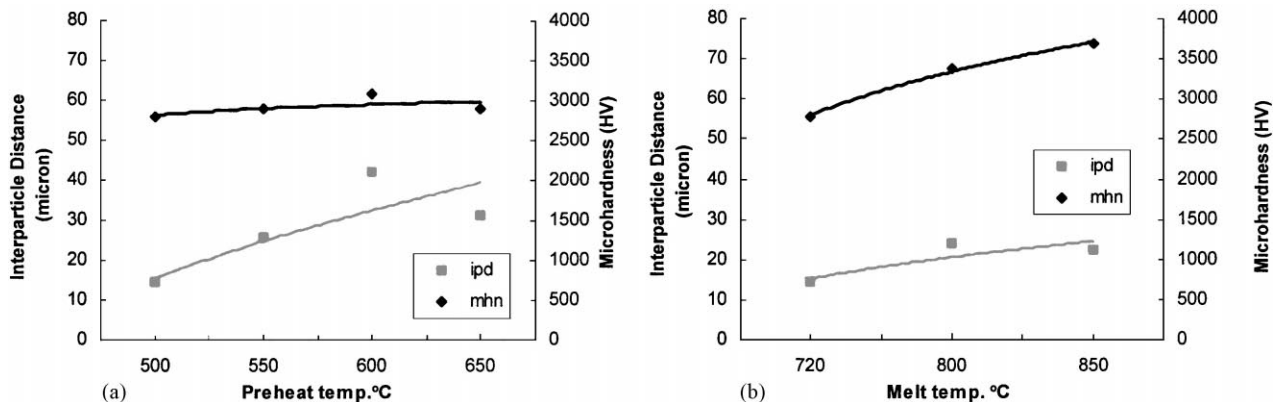 80
70
60
50
40
30
20
10
0
Interparticle Distance
(micron)
4000
3500
3000
2500
2000
1500
1000
500
0
Microhardness (HV)
ipd
mhn
500 550 600 650
(a) Preheat temp.ºC
80
70
60
50
40
30
20
10
0
Interparticle Distance
(micron)
4000
3500
3000
2500
2000
1500
1000
500
0
Microhardness (HV)
ipd
mhn
720 800 850
(b) Melt temp. ºC